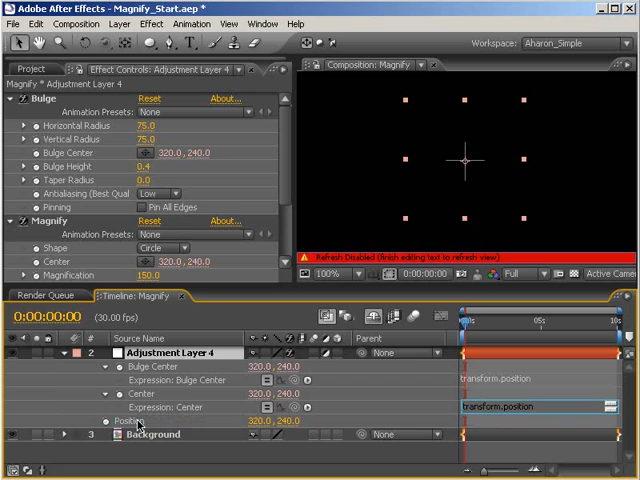 Adobe After Effects - Magnify_Start.aep *
File Edit Composition Layer Effect Animation View Window Help
Workspace: Aharon_Simple
Project Effect Controls: Adjustment Layer 4
Composition: Magnify
Magnify * Adjustment Layer 4
Bulge Reset About...
Animation Presets: None
Horizontal Radius 75.0
Vertical Radius 75.0
Bulge Center 320.0, 240.0
Bulge Height 0.4
Taper Radius 0.0
Antialiasing (Best Qual Low
Pinning Pin All Edges
Magnify Reset About...
Animation Presets: None
Shape Circle
Center 320.0, 240.0
Magnification 150.0
Refresh Disabled (finish editing text to refresh view)
100% 0:00:00:00 Full Active Camer
Render Queue Timeline: Magnify
0:00:00:00 (30.00 fps)
05s 10s
# Source Name Parent
2 Adjustment Layer 4 None
Bulge Center 320.0, 240.0
Expression: Bulge Center transform.position
Center 320.0, 240.0
Expression: Center transform.position
Position 320.0, 240.0
3 Background None